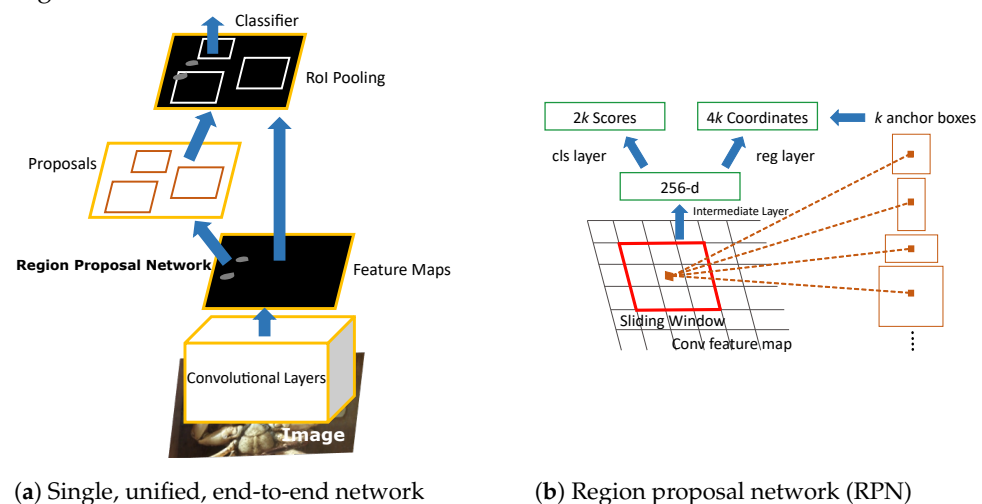 Classifier
RoI Pooling
Proposals
Region Proposal Network
Feature Maps
Convolutional Layers
Image
(a) Single, unified, end-to-end network
2k Scores
4k Coordinates
k anchor boxes
cls layer
reg layer
256-d
Intermediate Layer
Sliding Window
Conv feature map
(b) Region proposal network (RPN)